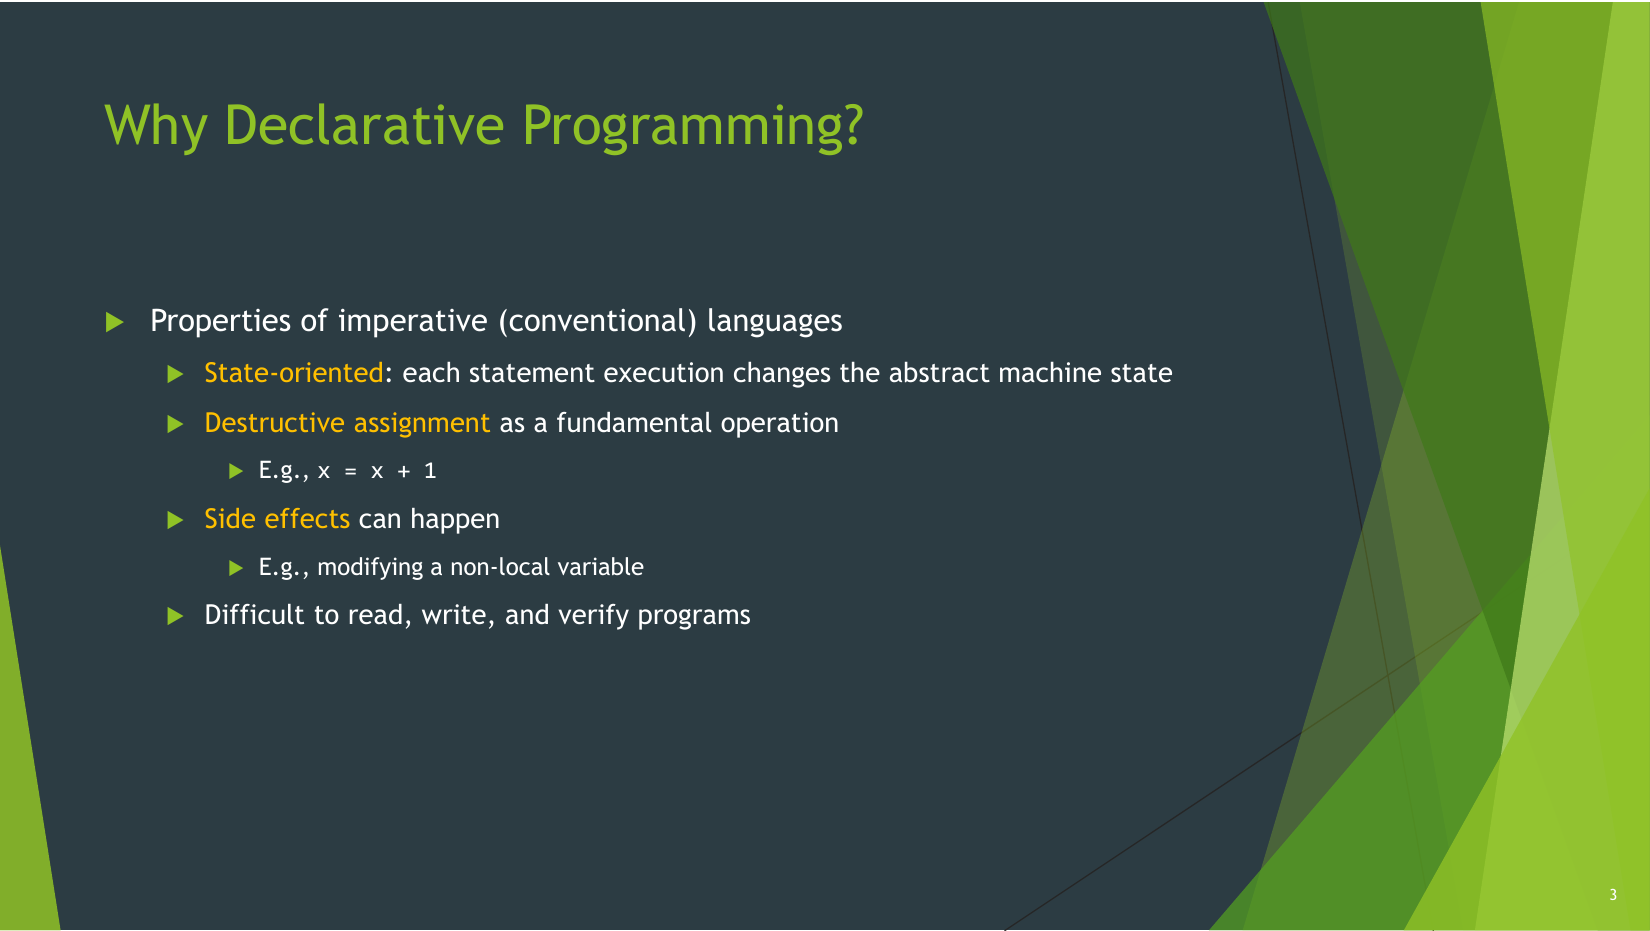 Why Declarative Programming?
Properties of imperative (conventional) languages
State-oriented: each statement execution changes the abstract machine state
Destructive assignment as a fundamental operation
E.g., x = x + 1
Side effects can happen
E.g., modifying a non-local variable
Difficult to read, write, and verify programs
3